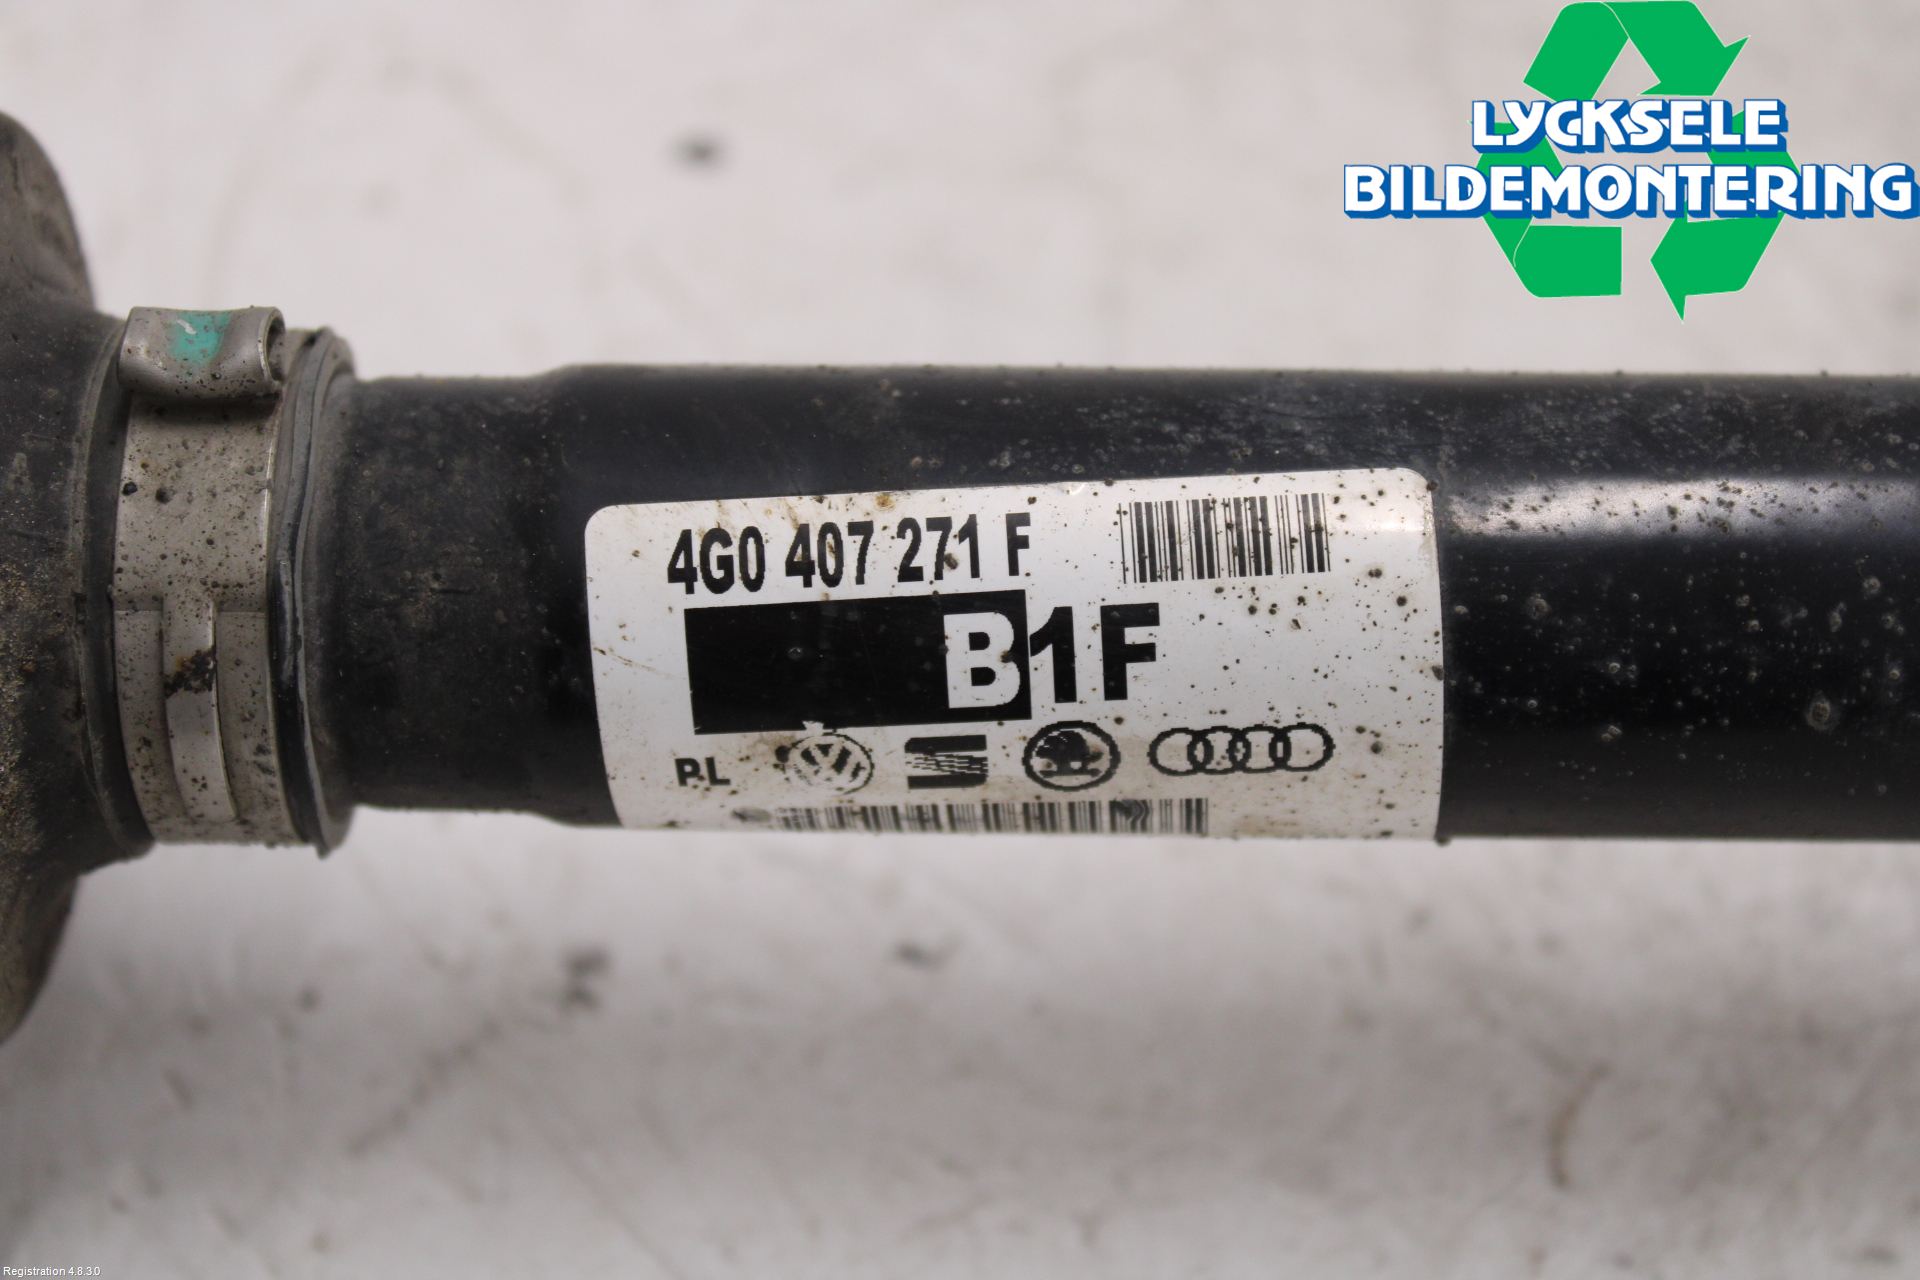 LYCKSELE
BILDEMONTERING
4G0 407 271 F
B1F
PL
Registration 4.8.3.0